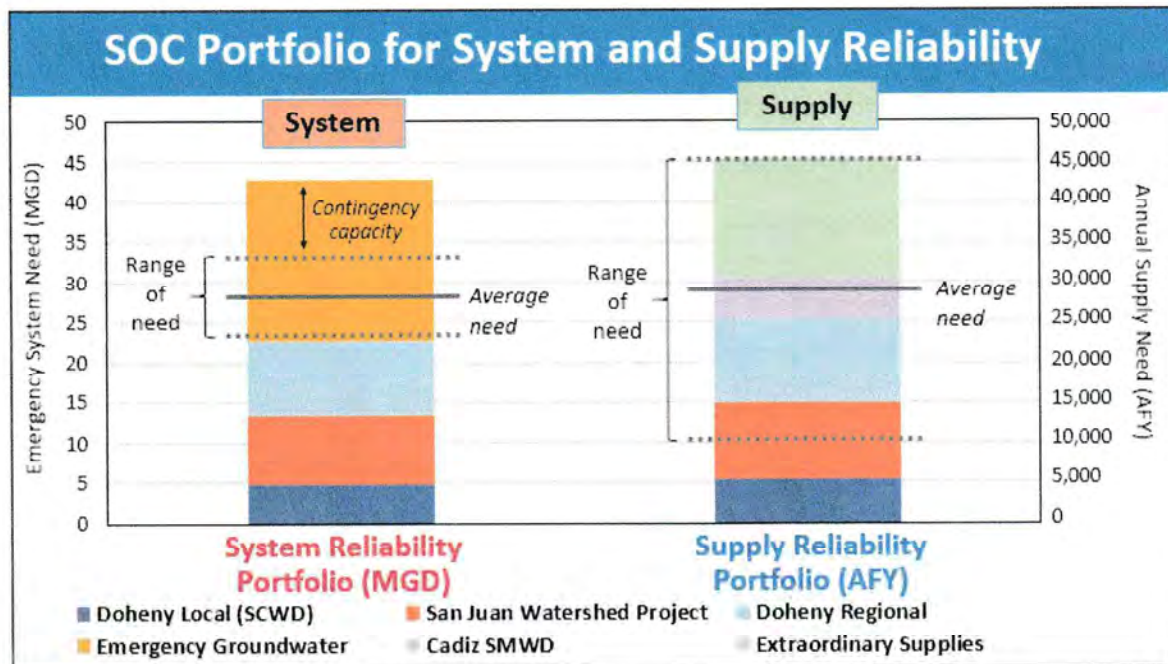 SOC Portfolio for System and Supply Reliability
System
Supply
50
45
40
35
30
25
20
15
10
5
0
Emergency System Need (MGD)
Contingency
capacity
Range
of
need
Average
need
Range
of
need
Average
need
50,000
45,000
40,000
35,000
30,000
25,000
20,000
15,000
10,000
5,000
0
Annual Supply Need (AFY)
System Reliability
Portfolio (MGD)
Supply Reliability
Portfolio (AFY)
Doheny Local (SCWD) San Juan Watershed Project Doheny Regional
Emergency Groundwater Cadiz SMWD Extraordinary Supplies